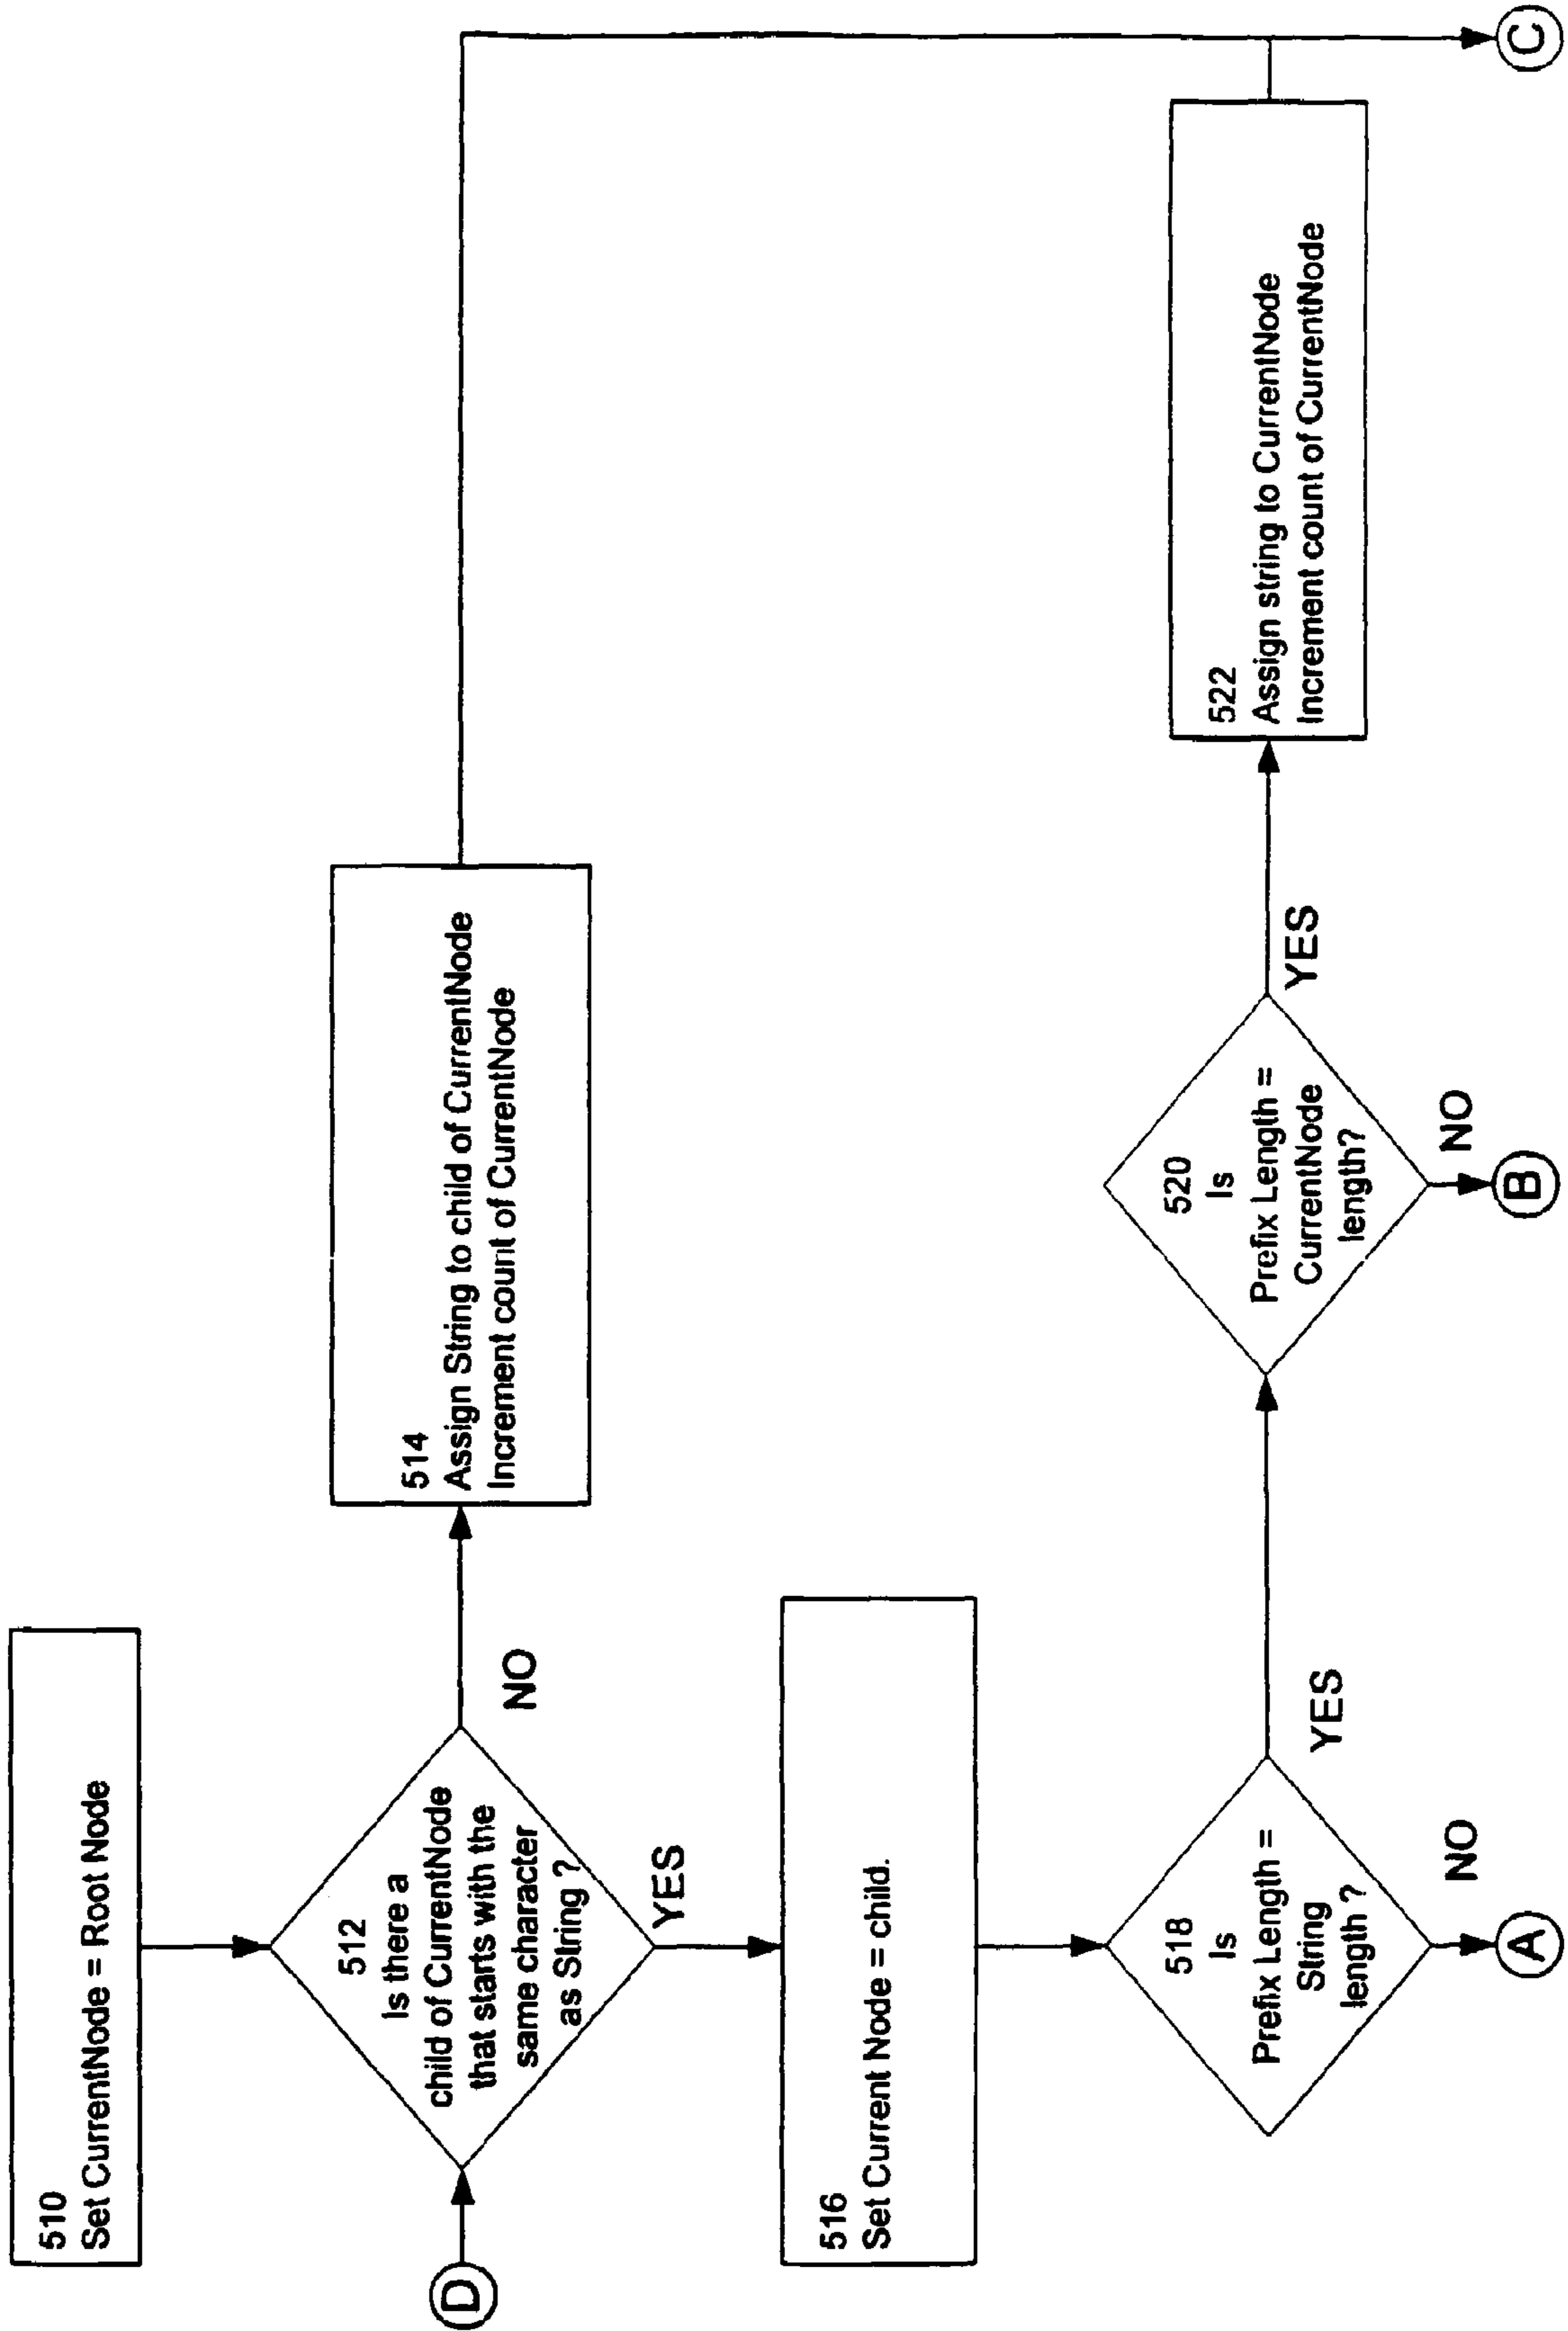 510
Set CurrentNode = Root Node
D
512
Is there a
child of CurrentNode
that starts with the
same character
as String ?
NO
514
Assign String to child of CurrentNode
Increment count of CurrentNode
YES
516
Set Current Node = child.
518
Is
Prefix Length =
String
length ?
YES
NO
A
520
Is
Prefix Length =
CurrentNode
length?
YES
NO
B
522
Assign string to CurrentNode
Increment count of CurrentNode
C